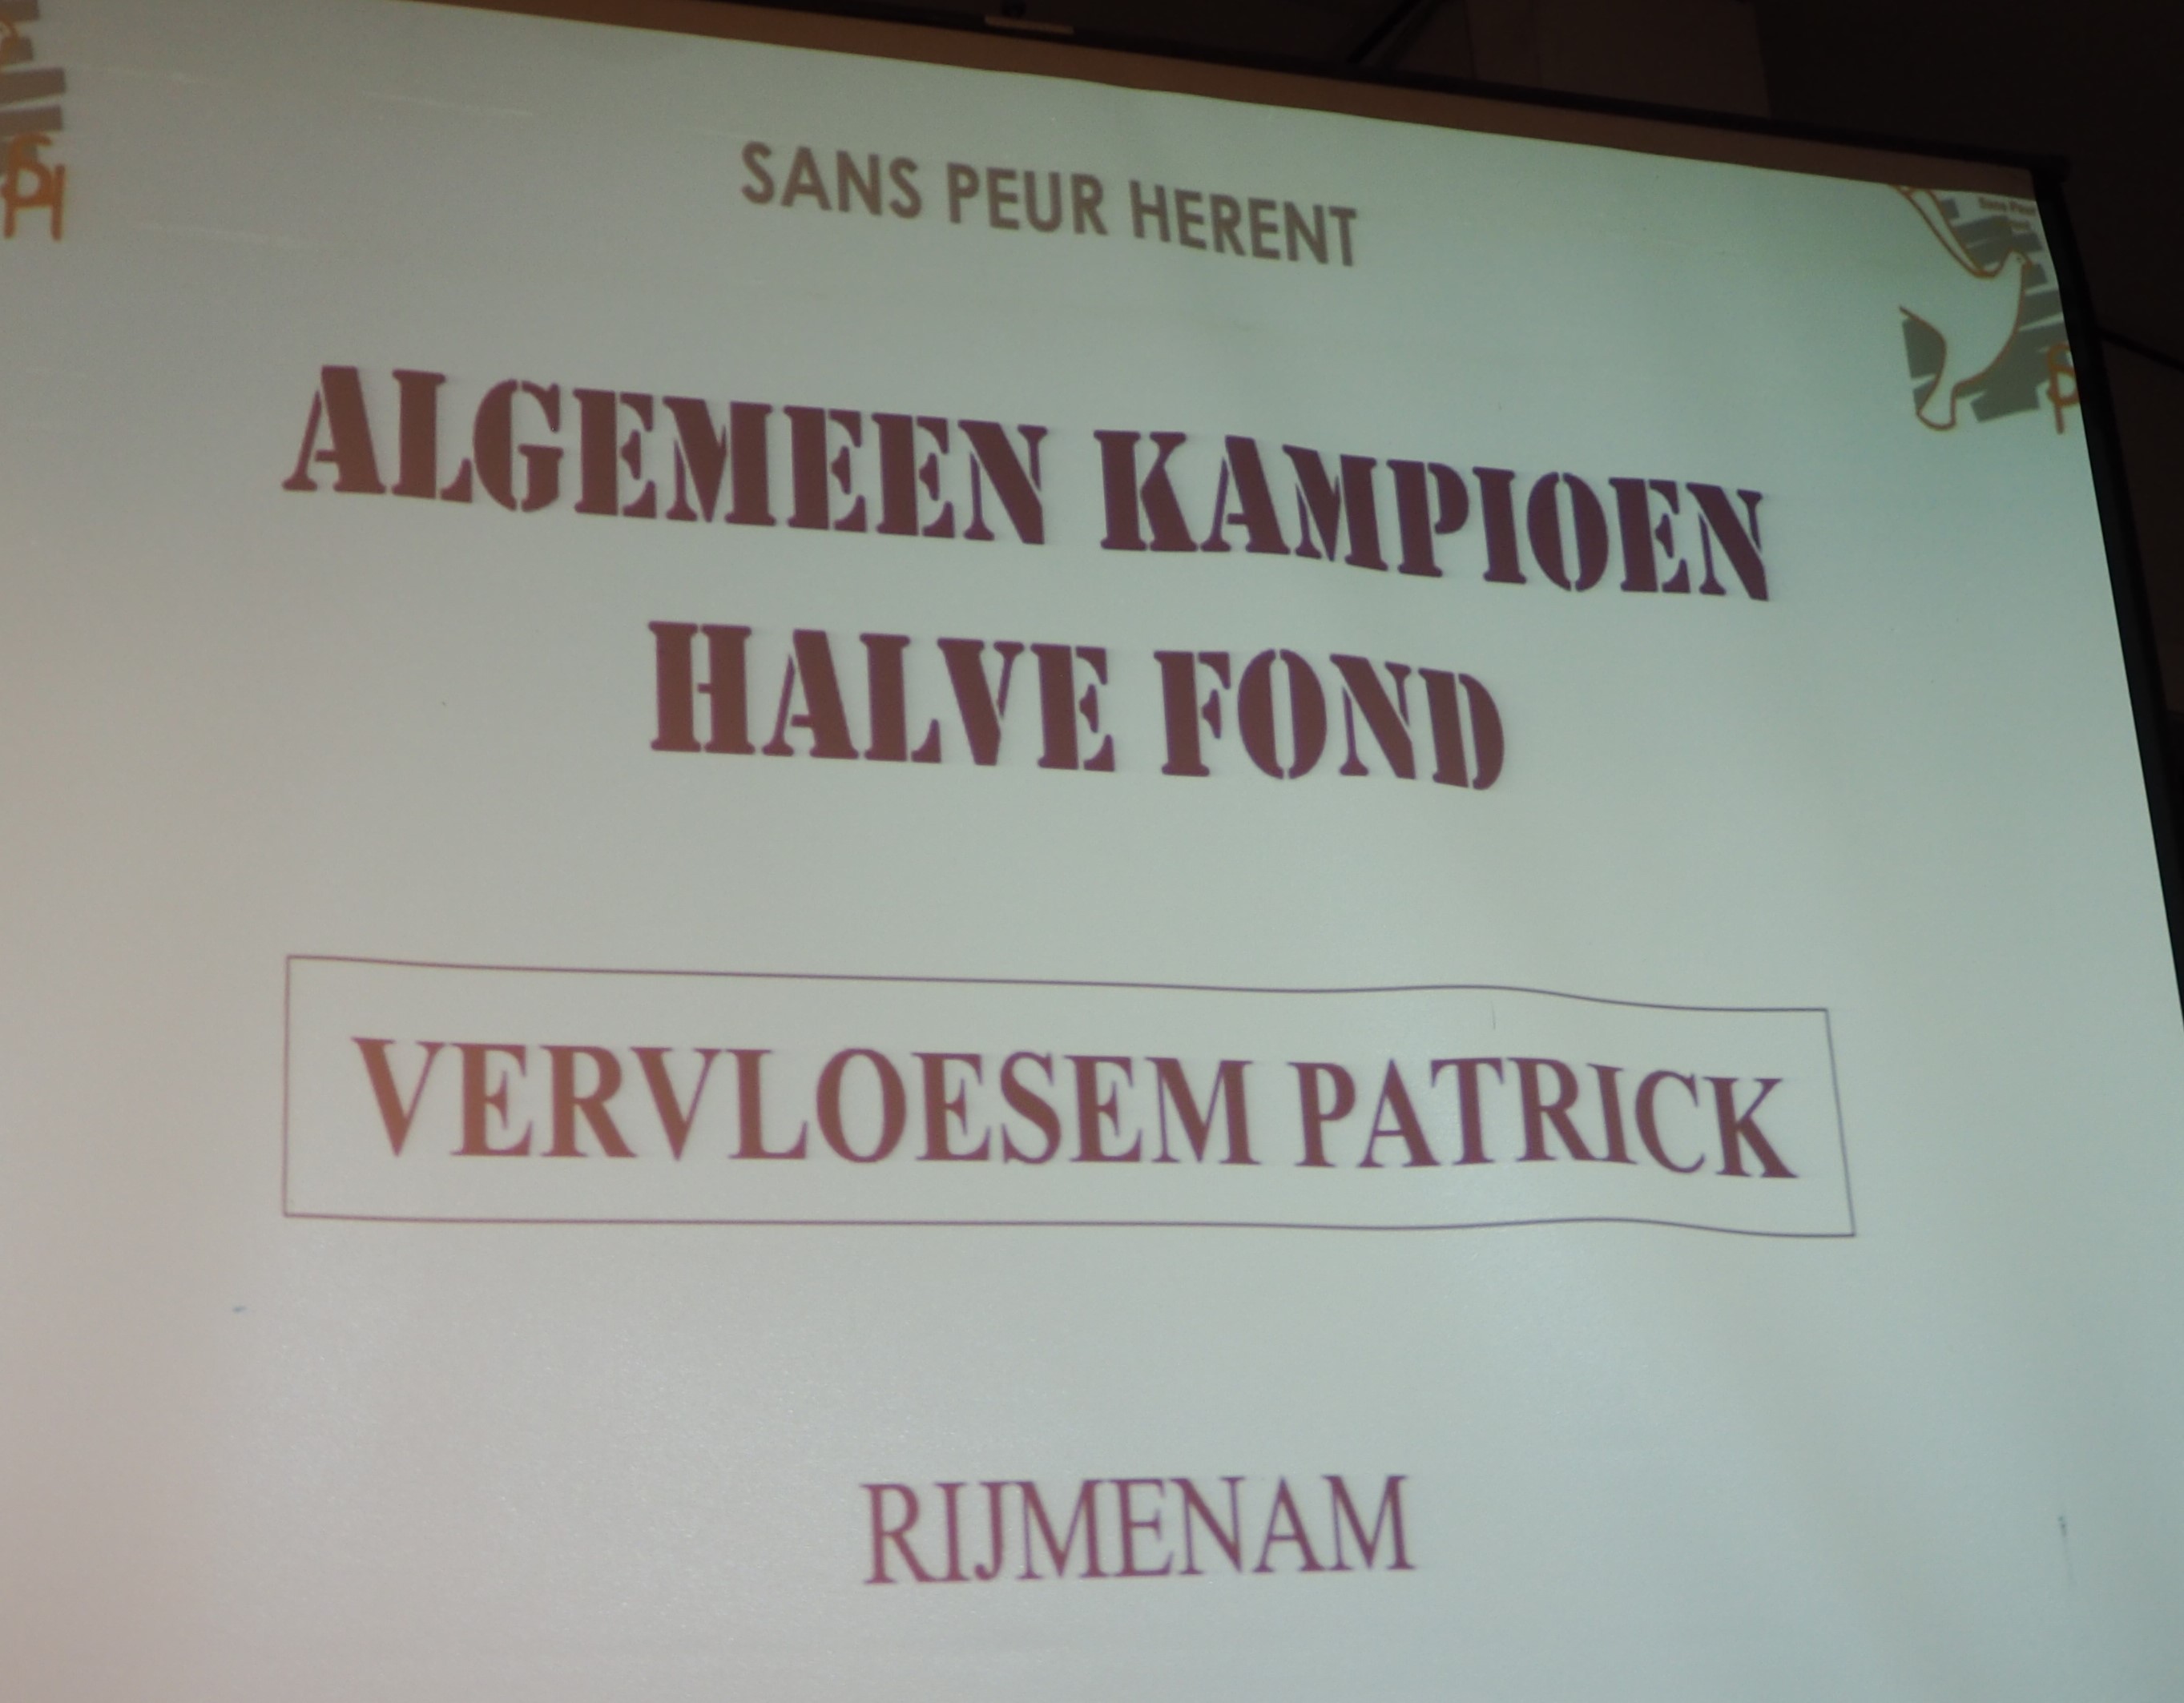 SANS PEUR HERENT
ALGEMEEN KAMPIOEN
HALVE FOND
VERVLOESEM PATRICK
RIJMENAM